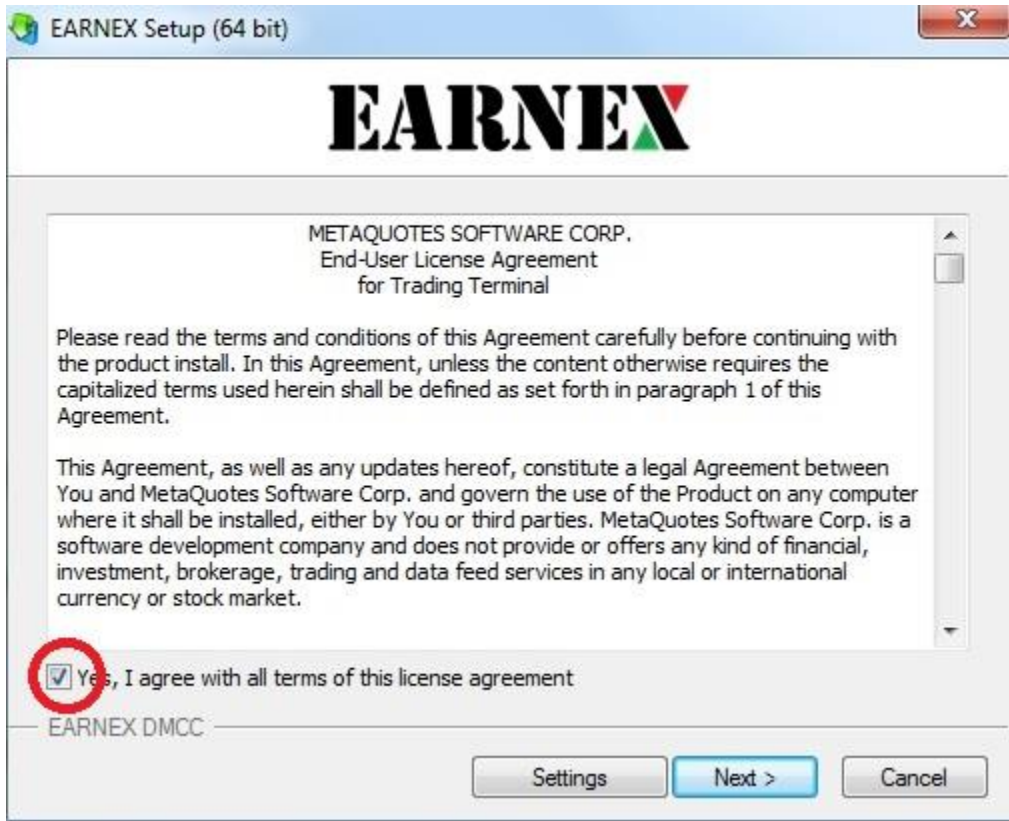 EARNEX Setup (64 bit)
EARNEX
METAQUOTES SOFTWARE CORP.
End-User License Agreement
for Trading Terminal
Please read the terms and conditions of this Agreement carefully before continuing with
the product install. In this Agreement, unless the content otherwise requires the
capitalized terms used herein shall be defined as set forth in paragraph 1 of this
Agreement.
This Agreement, as well as any updates hereof, constitute a legal Agreement between
You and MetaQuotes Software Corp. and govern the use of the Product on any computer
where it shall be installed, either by You or third parties. MetaQuotes Software Corp. is a
software development company and does not provide or offers any kind of financial,
investment, brokerage, trading and data feed services in any local or international
currency or stock market.
Yes, I agree with all terms of this license agreement
EARNEX DMCC
Settings
Next >
Cancel